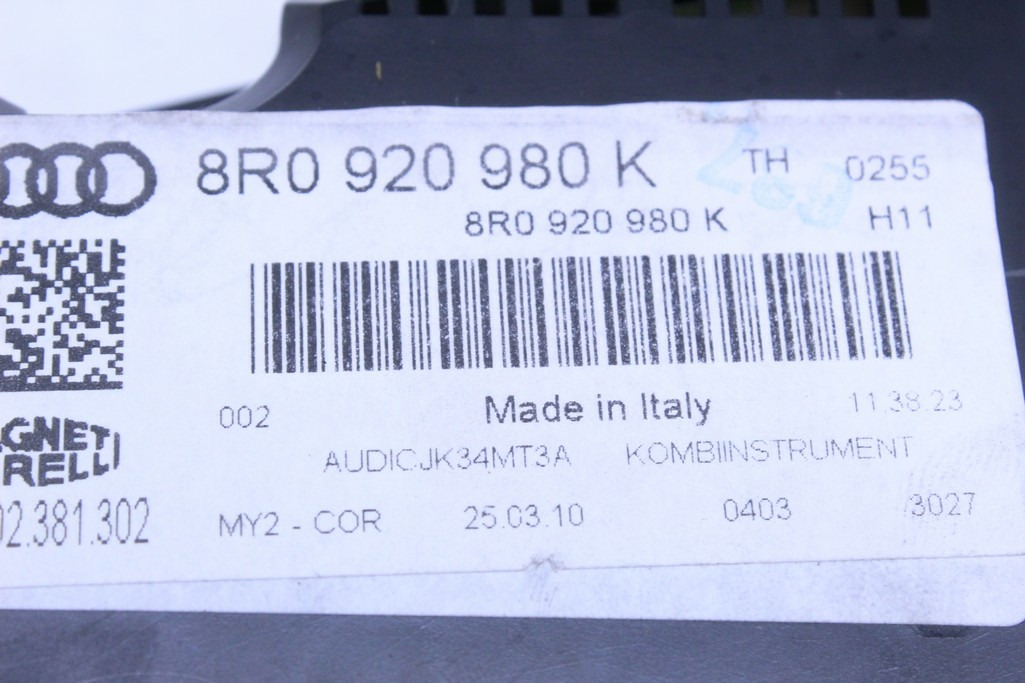 8R0 920 980 K TH 0255
8R0 920 980 K H11
002 Made in Italy 11.38.23
AUDICJK34MT3A KOMBIINSTRUMENT
GNETI
RELLI
02.381.302 MY2 - COR 25.03.10 0403 3027